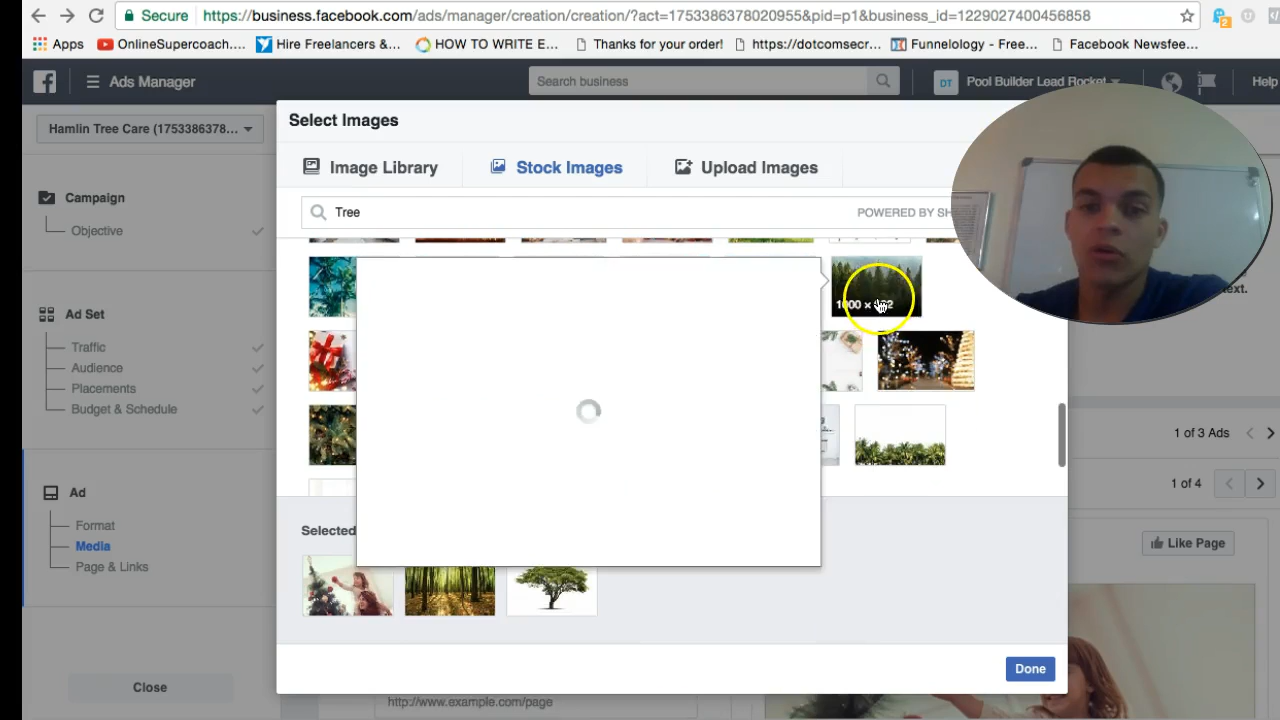 Secure https://business.facebook.com/ads/manager/creation/creation/?act=1753386378020955&pid=p1&business_id=1229027400456858
2
Apps OnlineSupercoach.... Hire Freelancers &... HOW TO WRITE E... Thanks for your order! https://dotcomsecr... Funnelology - Free... Facebook Newsfee...
Ads Manager Search business DT Pool Builder Lead Rocket Help
Hamlin Tree Care (1753386378...
Select Images
Image Library Stock Images Upload Images
Tree POWERED BY SH
Campaign
Objective
Ad Set
Traffic
Audience
Placements
Budget & Schedule
Ad
Format
Media
Page & Links
Close
1000 ×
ext.
1 of 3 Ads
1 of 4
Selected
Like Page
Done
http://www.example.com/page